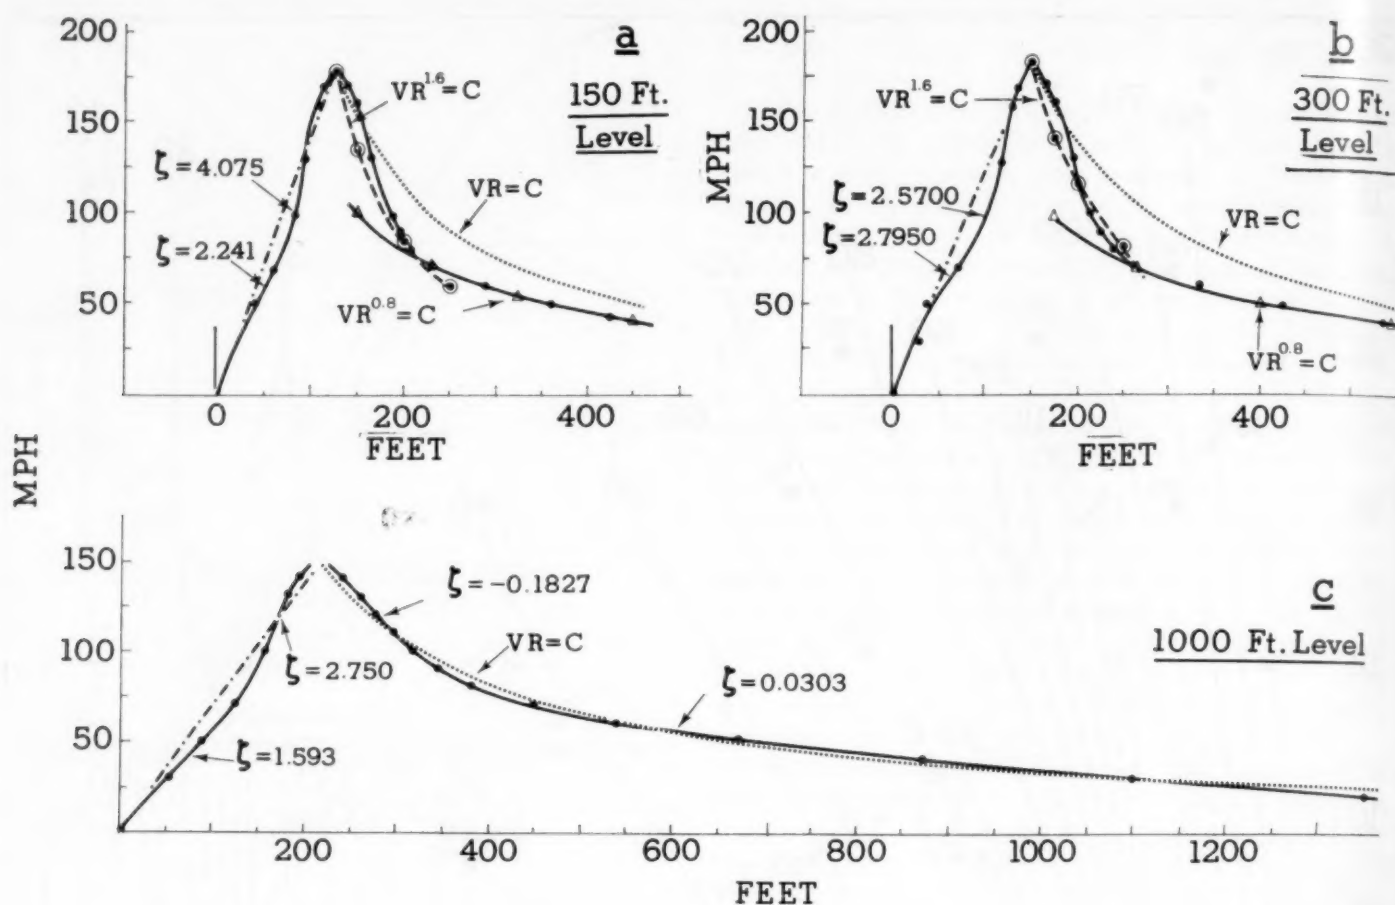 200
150
100
50
MPH
ζ=4.075
ζ=2.241
VR^1.6=C
VR=C
VR^0.8=C
a
150 Ft.
Level
0
200
400
FEET
200
150
100
50
MPH
VR^1.6=C
ζ=2.5700
ζ=2.7950
VR=C
VR^0.8=C
b
300 Ft.
Level
0
200
400
FEET
150
100
50
ζ=-0.1827
VR=C
ζ=2.750
ζ=1.593
ζ=0.0303
c
1000 Ft. Level
200
400
600
800
1000
1200
FEET